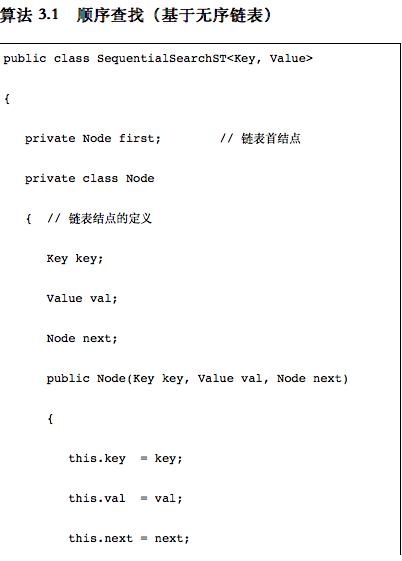 算法 3.1 顺序查找（基于无序链表）
public class SequentialSearchST<Key, Value>
{
private Node first; // 链表首结点
private class Node
{ // 链表结点的定义
Key key;
Value val;
Node next;
public Node(Key key, Value val, Node next)
{
this.key = key;
this.val = val;
this.next = next;